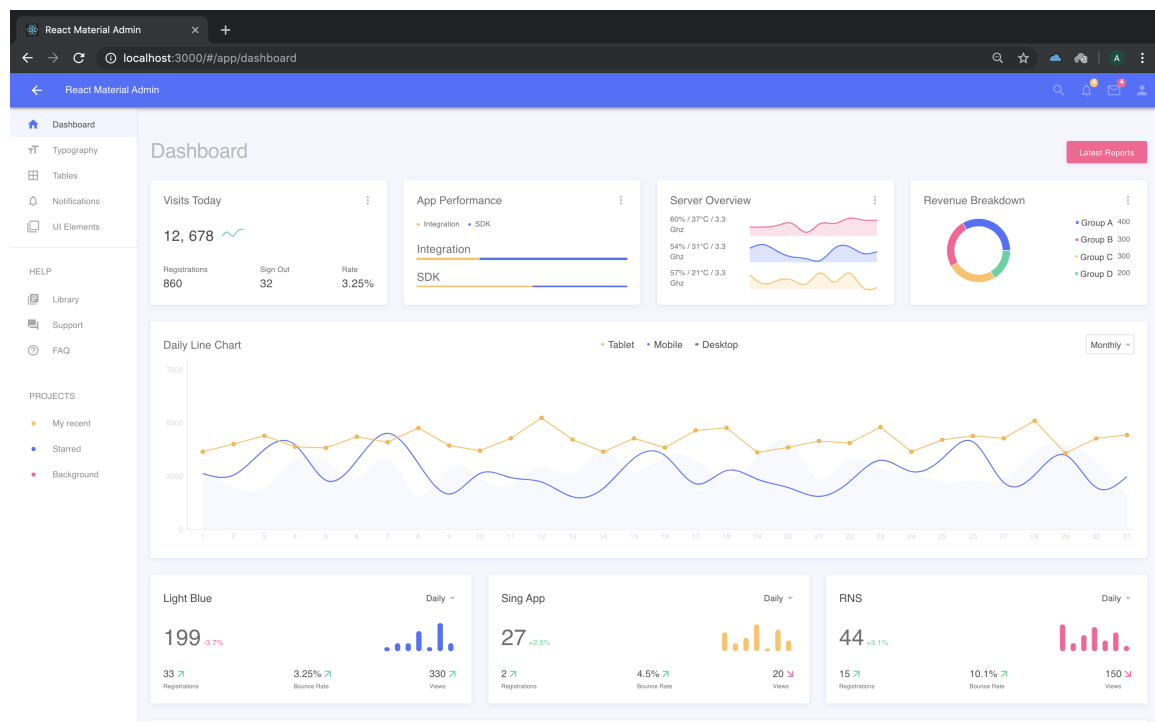 React Material Admin
localhost:3000/#/app/dashboard
A
React Material Admin
4
4
Dashboard
Typography
Tables
Notifications
UI Elements
HELP
Library
Support
FAQ
PROJECTS
My recent
Starred
Background
Dashboard
Latest Reports
Visits Today
12, 678
Registrations Sign Out Rate
860 32 3.25%
App Performance
Integration SDK
Integration
SDK
Server Overview
60% / 37°C / 3.3
Ghz
54% / 31°C / 3.3
Ghz
57% / 21°C / 3.3
Ghz
Revenue Breakdown
Group A 400
Group B 300
Group C 300
Group D 200
Daily Line Chart
Tablet Mobile Desktop
Monthly
7500
5000
2500
0
1 2 3 4 5 6 7 8 9 10 11 12 13 14 15 16 17 18 19 20 21 22 23 24 25 26 27 28 29 30 31
Light Blue Daily
199 -3.7%
33 3.25% 330
Registrations Bounce Rate Views
Sing App Daily
27 +2.5%
2 4.5% 20
Registrations Bounce Rate Views
RNS Daily
44 +3.1%
15 10.1% 150
Registrations Bounce Rate Views